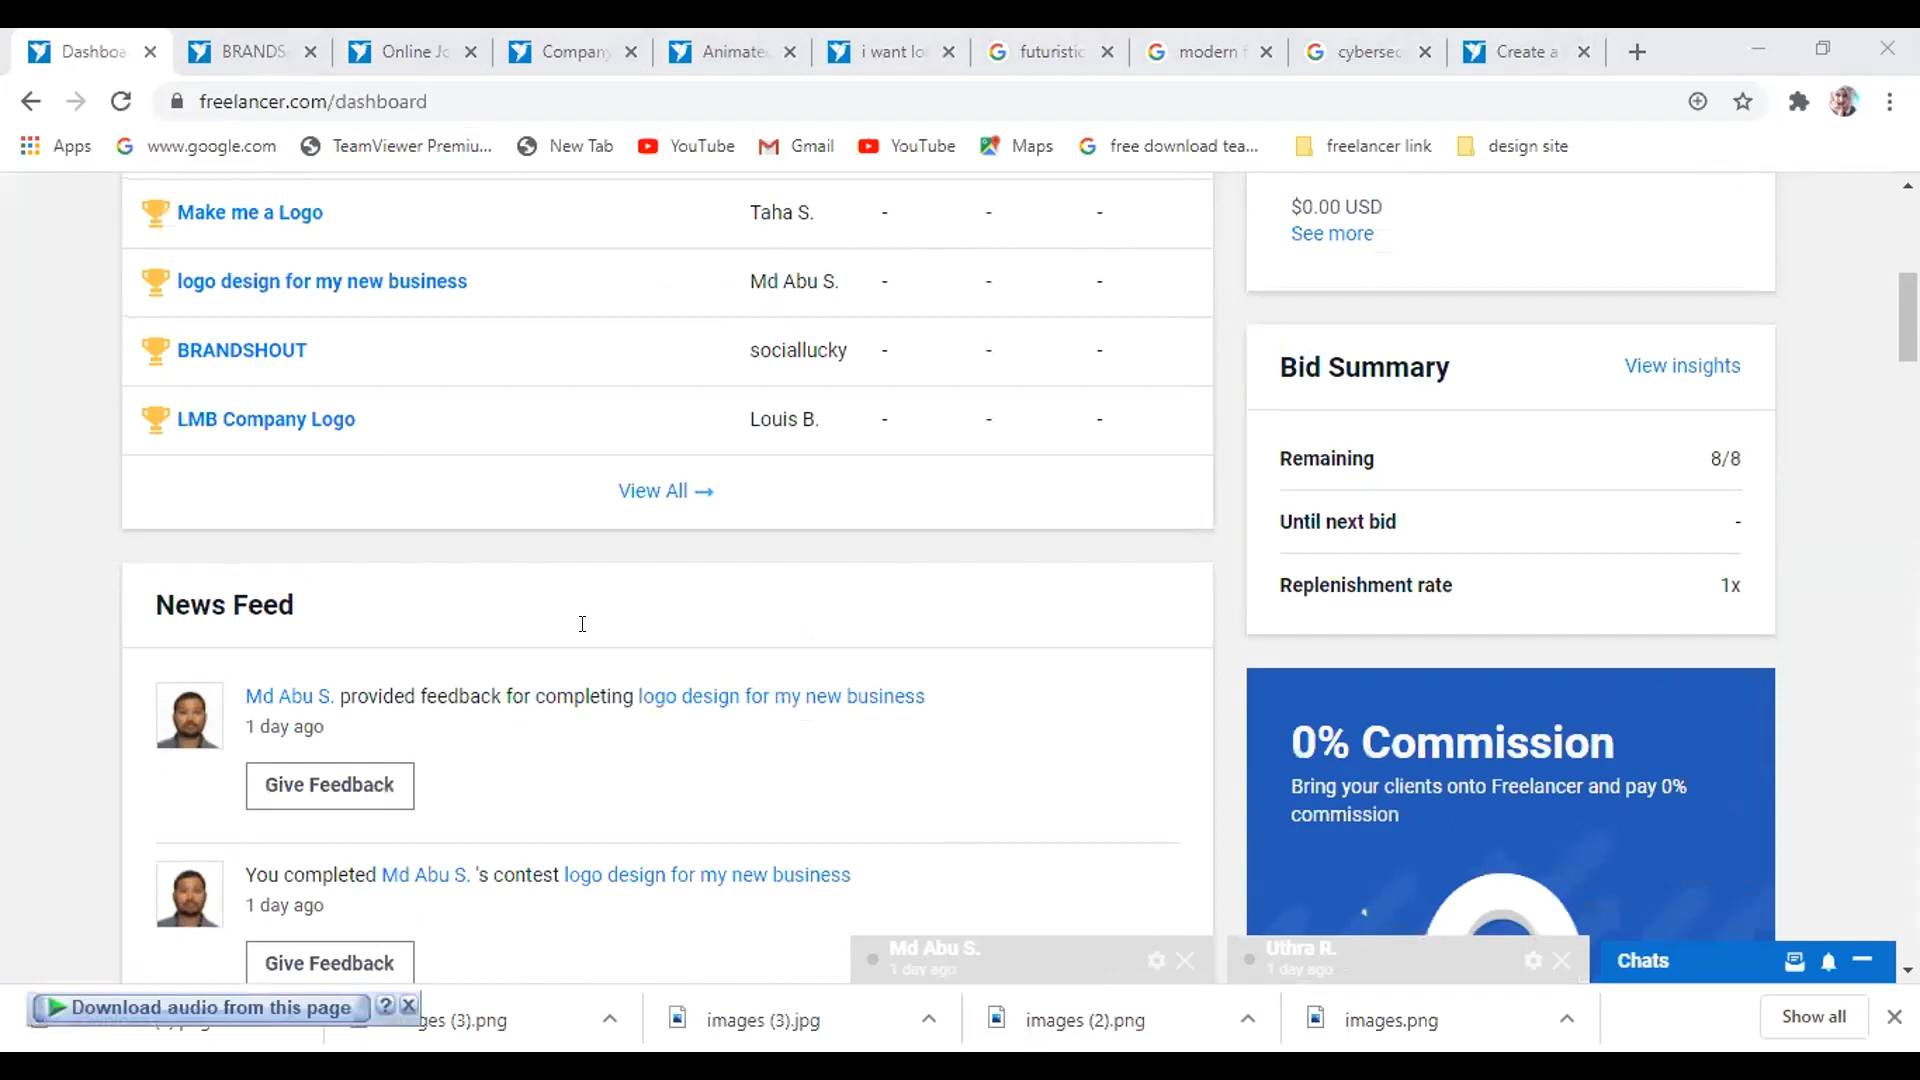 Dashboa
BRANDS
Online Jo
Company
Animate
i want lo
futuristic
modern f
cybersec
Create a
freelancer.com/dashboard
Apps
www.google.com
TeamViewer Premiu...
New Tab
YouTube
Gmail
YouTube
Maps
free download tea...
freelancer link
design site
Make me a Logo Taha S. - - -
logo design for my new business Md Abu S. - - -
BRANDSHOUT sociallucky - - -
LMB Company Logo Louis B. - - -
View All →
$0.00 USD
See more
Bid Summary View insights
Remaining 8/8
Until next bid -
Replenishment rate 1x
News Feed
Md Abu S. provided feedback for completing logo design for my new business
1 day ago
Give Feedback
You completed Md Abu S. 's contest logo design for my new business
1 day ago
Give Feedback
0% Commission
Bring your clients onto Freelancer and pay 0%
commission
Md Abu S.
1 day ago
Uthra R.
1 day ago
Chats
Download audio from this page
?
ges (3).png
images (3).jpg
images (2).png
images.png
Show all